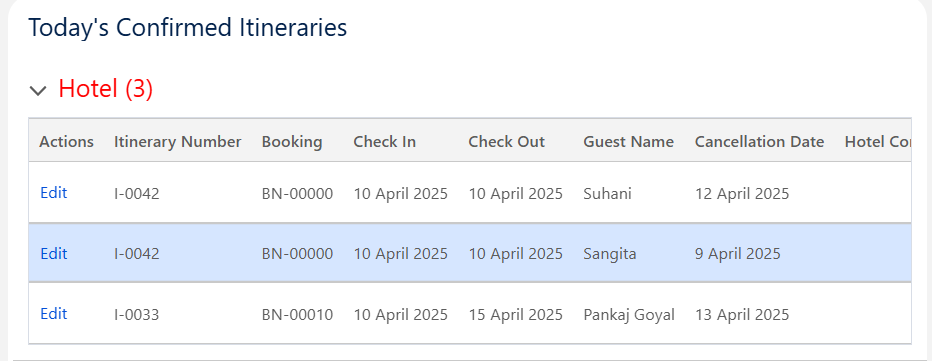 Today's Confirmed Itineraries
Hotel (3)
Actions Itinerary Number Booking Check In Check Out Guest Name Cancellation Date Hotel
Edit I-0042 BN-00000 10 April 2025 10 April 2025 Suhani 12 April 2025
Edit I-0042 BN-00000 10 April 2025 10 April 2025 Sangita 9 April 2025
Edit I-0033 BN-00010 10 April 2025 15 April 2025 Pankaj Goyal 13 April 2025